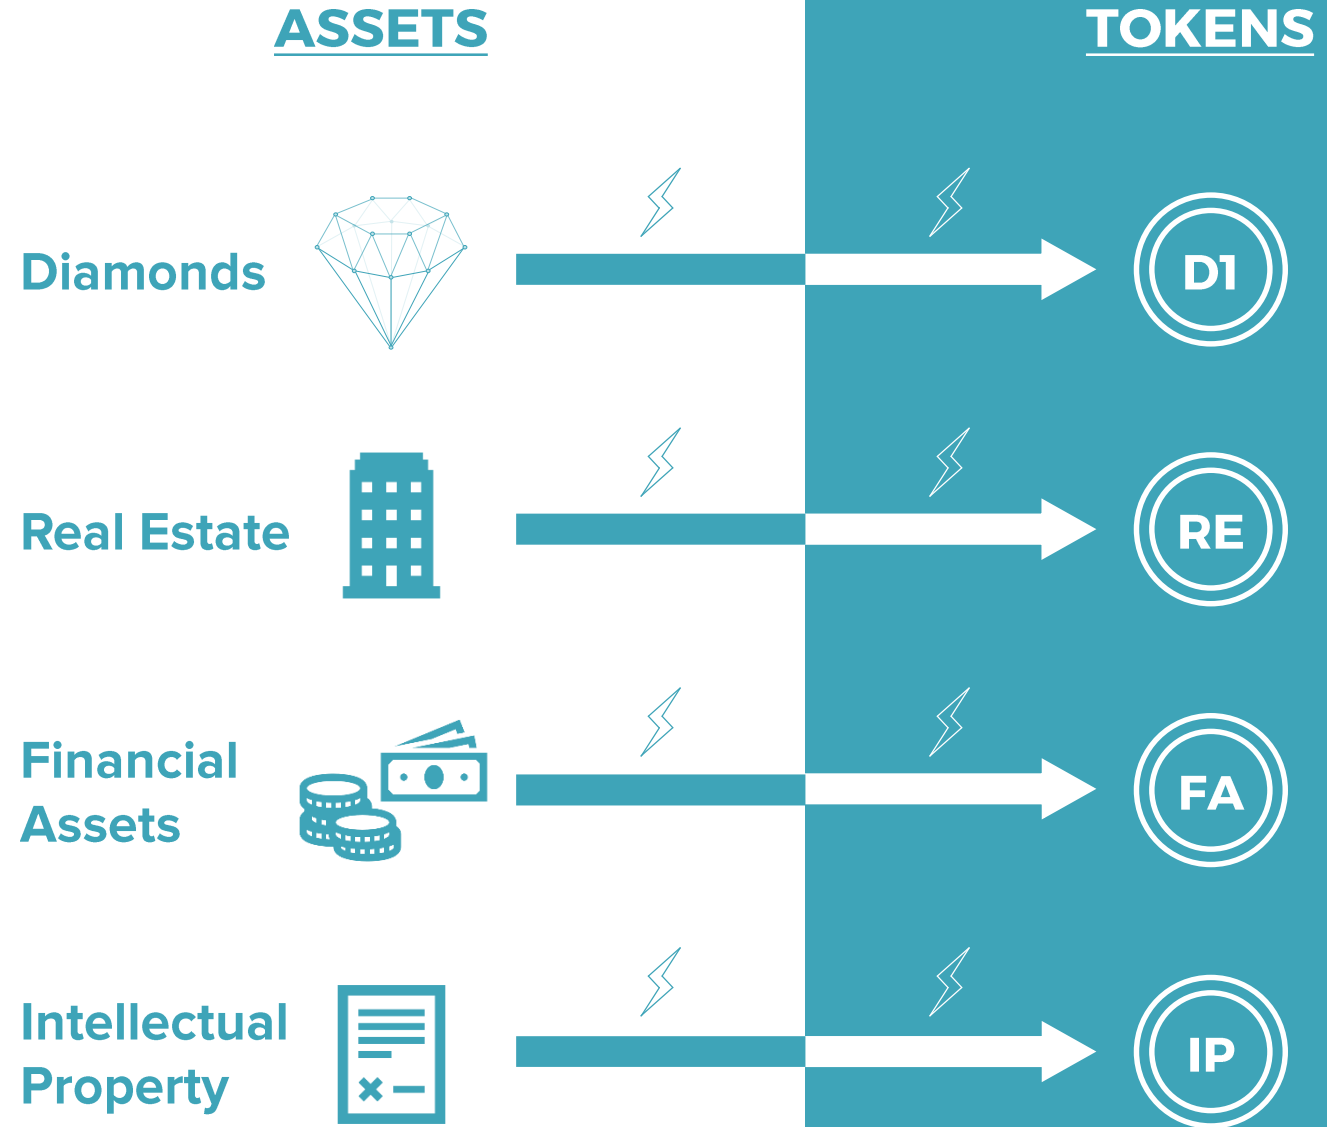 ASSETS
TOKENS
Diamonds
D1
Real Estate
RE
Financial
Assets
FA
Intellectual
Property
IP